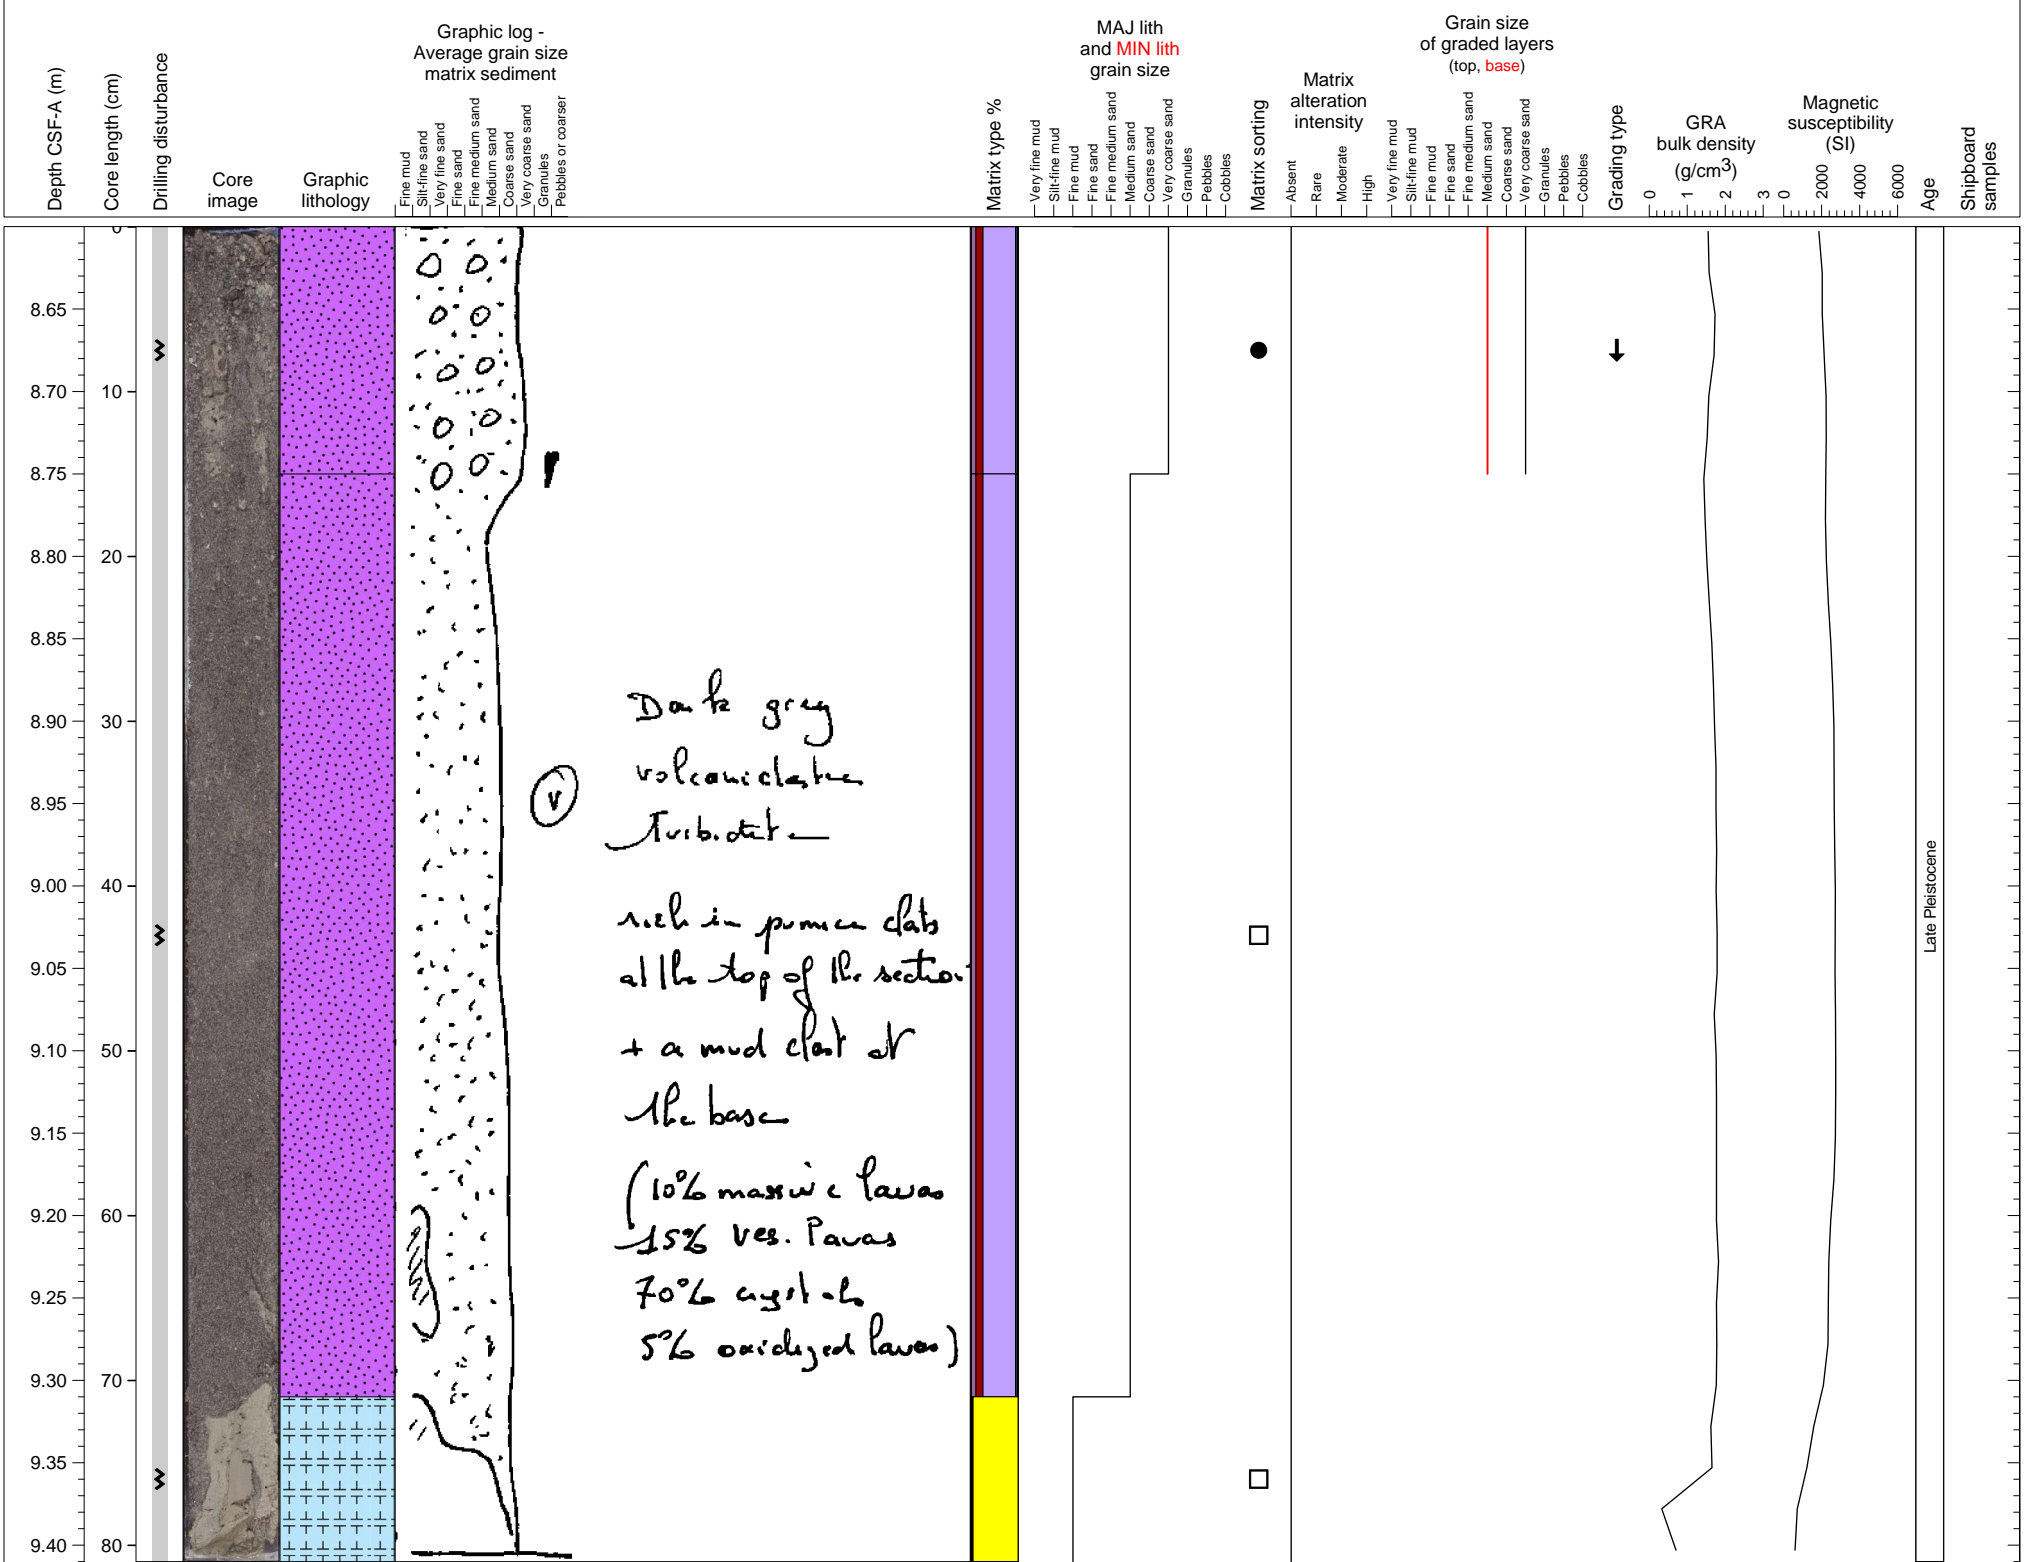 Graphic log -
Average grain size
matrix sediment
MAJ lith
and MIN lith
grain size
Grain size
of graded layers
(top, base)
Matrix
alteration
intensity
GRA
bulk density
(g/cm3)
Magnetic
susceptibility
(SI)
Depth CSF-A (m)
Core length (cm)
Drilling disturbance
Core
image
Graphic
lithology
Fine mud
Silt-fine sand
Very fine sand
Fine sand
Fine medium sand
Medium sand
Coarse sand
Very coarse sand
Granules
Pebbles or coarser
Matrix type %
Very fine mud
Silt-fine mud
Fine mud
Fine sand
Fine medium sand
Medium sand
Coarse sand
Very coarse sand
Granules
Pebbles
Cobbles
Matrix sorting
Absent
Rare
Moderate
High
Very fine mud
Silt-fine mud
Fine mud
Fine sand
Fine medium sand
Medium sand
Coarse sand
Very coarse sand
Granules
Pebbles
Cobbles
Grading type
0 1 2 3
0 2000 4000 6000
Age
Shipboard
samples
0
8.65
8.70 10
8.75
8.80 20
8.85
8.90 30
8.95
9.00 40
9.05
9.10 50
9.15
9.20 60
9.25
9.30 70
9.35
9.40 80
Dark grey
volcaniclastic
Turbidite
V
rich in pumice clasts
at the top of the section
+ a mud clast at
the base
(10% massive lavas
15% ves. lavas
70% crystals
5% oxidized lavas)
Late Pleistocene